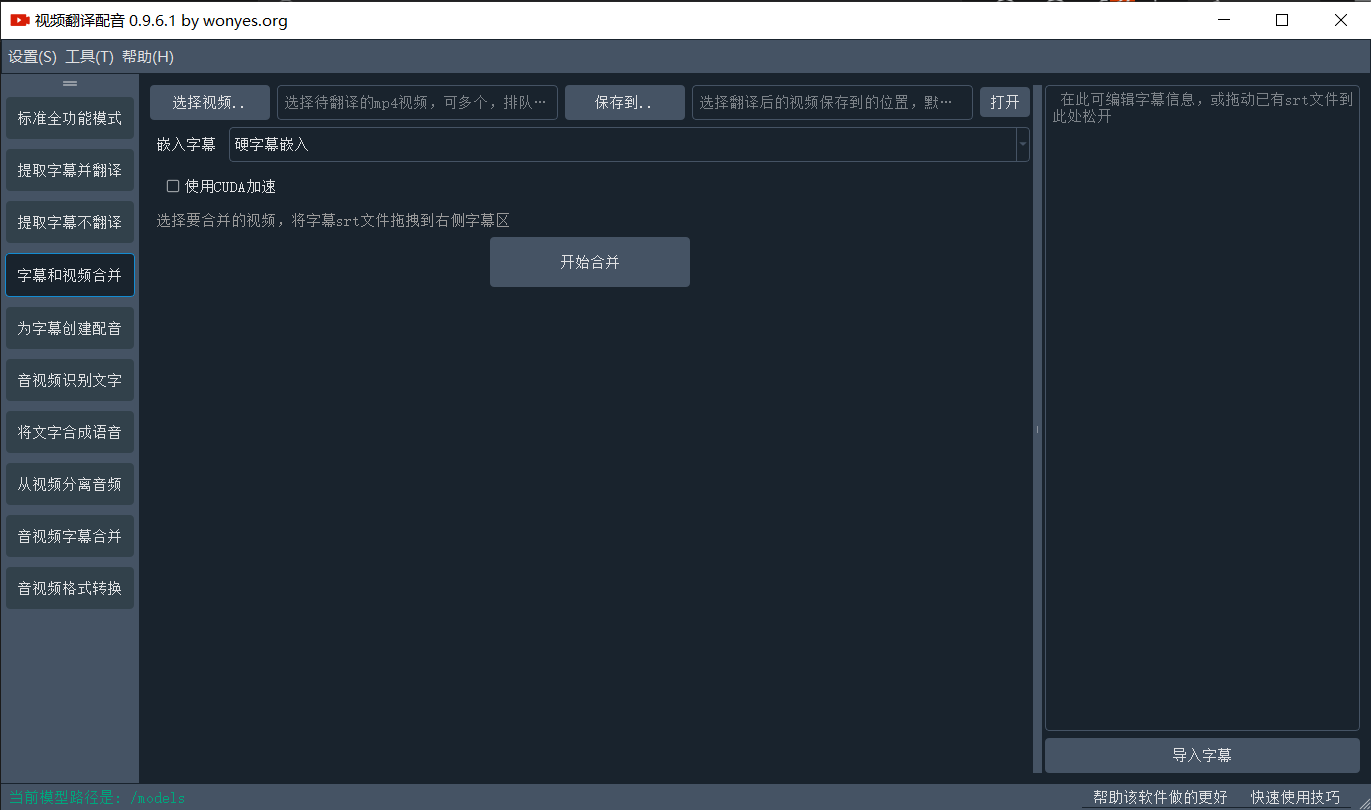 视频翻译配音 0.9.6.1 by wonyes.org
设置(S) 工具(T) 帮助(H)
标准全功能模式
提取字幕并翻译
提取字幕不翻译
字幕和视频合并
为字幕创建配音
音视频识别文字
将文字合成语音
从视频分离音频
音视频字幕合并
音视频格式转换
选择视频.. 选择待翻译的mp4视频，可多个，排队… 保存到.. 选择翻译后的视频保存到的位置，默… 打开
嵌入字幕 硬字幕嵌入
使用CUDA加速
选择要合并的视频，将字幕srt文件拖拽到右侧字幕区
开始合并
在此可编辑字幕信息，或拖动已有srt文件到
此处松开
导入字幕
当前模型路径是: /models
帮助该软件做的更好 快速使用技巧